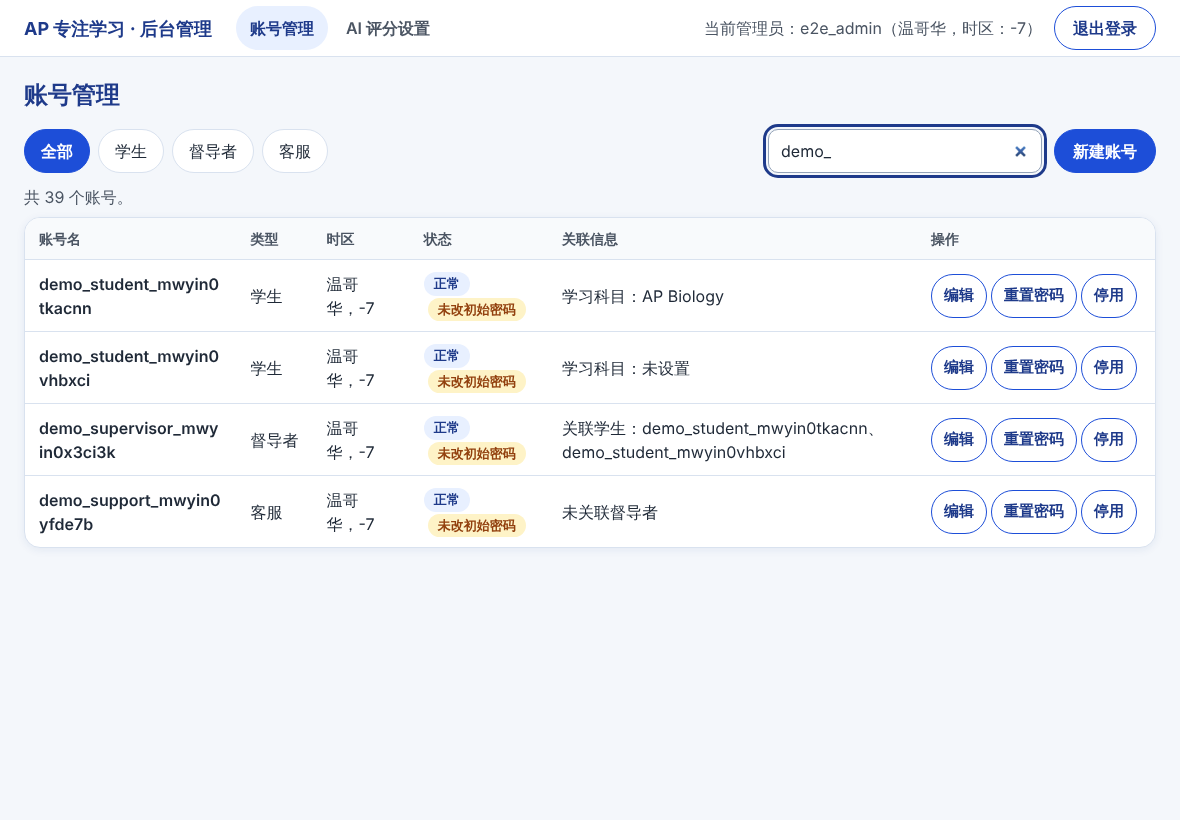 AP 专注学习 · 后台管理 账号管理 AI 评分设置 当前管理员：e2e_admin（温哥华，时区：-7） 退出登录
账号管理
全部 学生 督导者 客服 demo_ 新建账号
共 39 个账号。
账号名 类型 时区 状态 关联信息 操作
demo_student_mwyin0
tkacnn
学生
温哥
华，-7
正常
未改初始密码
学习科目：AP Biology
编辑 重置密码 停用
demo_student_mwyin0
vhbxci
学生
温哥
华，-7
正常
未改初始密码
学习科目：未设置
编辑 重置密码 停用
demo_supervisor_mwy
in0x3ci3k
督导者
温哥
华，-7
正常
未改初始密码
关联学生：demo_student_mwyin0tkacnn、
demo_student_mwyin0vhbxci
编辑 重置密码 停用
demo_support_mwyin0
yfde7b
客服
温哥
华，-7
正常
未改初始密码
未关联督导者
编辑 重置密码 停用